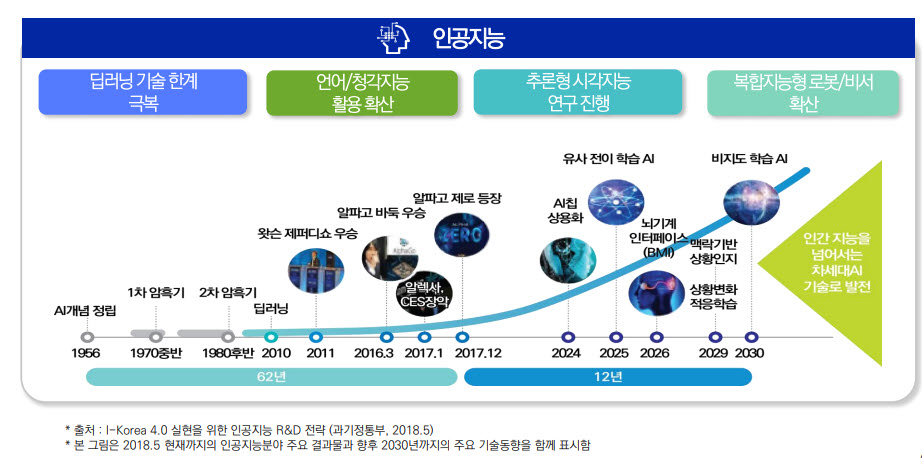 인공지능
딥러닝 기술 한계
극복
언어/청각지능
활용 확산
추론형 시각지능
연구 진행
복합지능형 로봇/비서
확산
유사 전이 학습 AI
비지도 학습 AI
알파고 제로 등장
알파고 바둑 우승
왓슨 제퍼디쇼 우승
AI칩
상용화
뇌기계
인터페이스
(BMI)
맥락기반
상황인지
인간 지능을
넘어서는
차세대AI
기술로 발전
ZERO
AlphaGo
알렉사,
CES장악
상황변화
적응학습
AI개념 정립
1차 암흑기
2차 암흑기
딥러닝
1956
1970중반
1980후반
2010
2011
2016.3
2017.1
2017.12
2024
2025
2026
2029
2030
62년
12년
* 출처 : I-Korea 4.0 실현을 위한 인공지능 R&D 전략 (과기정통부, 2018.5)
* 본 그림은 2018.5 현재까지의 인공지능분야 주요 결과물과 향후 2030년까지의 주요 기술동향을 함께 표시함